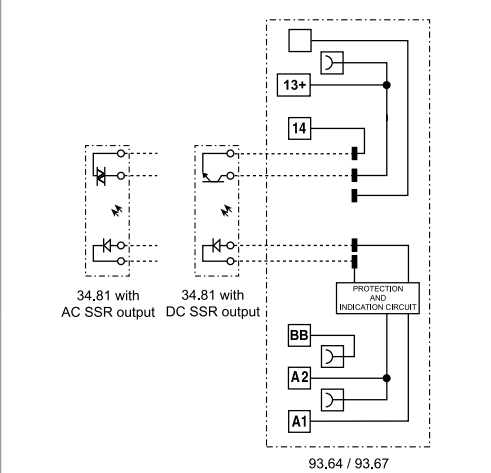 13+
14
34.81 with
AC SSR output
34.81 with
DC SSR output
PROTECTION
AND
INDICATION CIRCUIT
BB
A2
A1
93.64 / 93.67